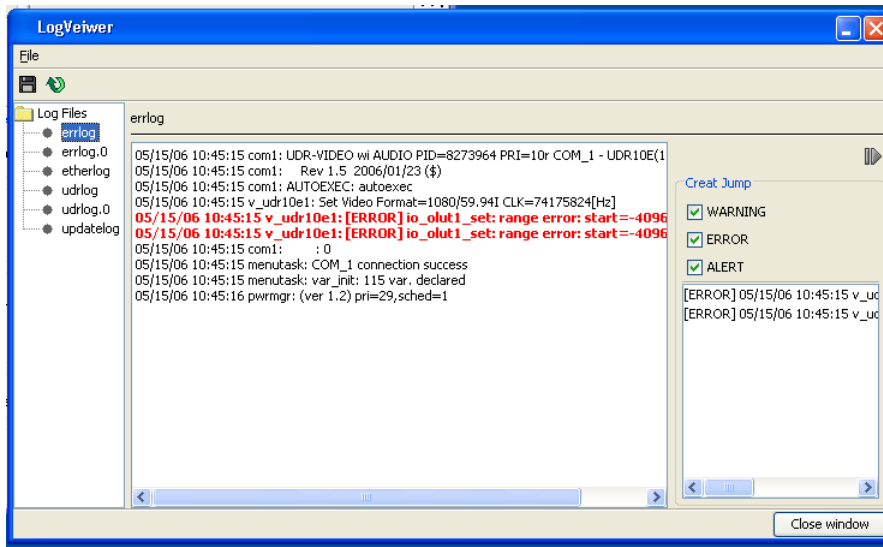 LogVeiwer
File
Log Files
errlog
errlog.0
etherlog
udrlog
udrlog.0
updatelog
errlog
05/15/06 10:45:15 com1: UDR-VIDEO wi AUDIO PID=8273964 PRI=10r COM_1 - UDR10E(1
05/15/06 10:45:15 com1:    Rev 1.5  2006/01/23 ($)
05/15/06 10:45:15 com1: AUTOEXEC: autoexec
05/15/06 10:45:15 v_udr10e1: Set Video Format=1080/59.94I CLK=74175824[Hz]
05/15/06 10:45:15 v_udr10e1: [ERROR] io_olut1_set: range error: start=-4096
05/15/06 10:45:15 v_udr10e1: [ERROR] io_olut1_set: range error: start=-4096
05/15/06 10:45:15 com1:        : 0
05/15/06 10:45:15 menutask: COM_1 connection success
05/15/06 10:45:15 menutask: var_init: 115 var. declared
05/15/06 10:45:16 pwrmgr: (ver 1.2) pri=29,sched=1
Creat Jump
WARNING
ERROR
ALERT
[ERROR] 05/15/06 10:45:15 v_ud
[ERROR] 05/15/06 10:45:15 v_ud
Close window